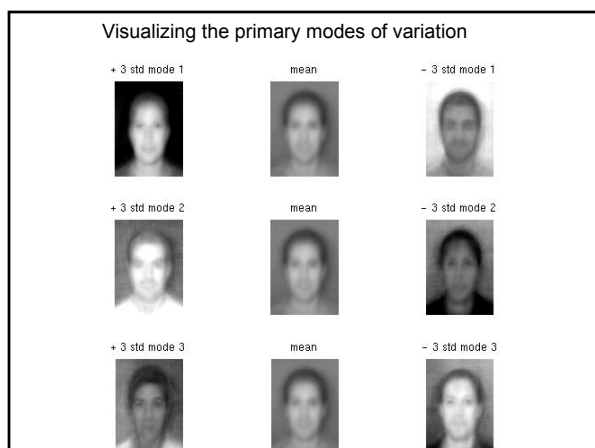 Visualizing the primary modes of variation
+ 3 std mode 1
mean
- 3 std mode 1
+ 3 std mode 2
mean
- 3 std mode 2
+ 3 std mode 3
mean
- 3 std mode 3